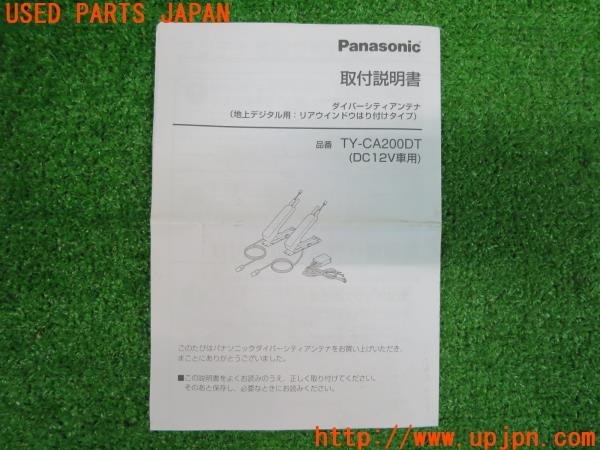 USED PARTS JAPAN
Panasonic
取付説明書
ダイバーシティアンテナ
(地上デジタル用:リアウインドウはり付けタイプ)
品番 TY-CA200DT
(DC12V車用)
このたびはパナソニックダイバーシティアンテナをお買い上げいただき、
まことにありがとうございます。
■この説明書をよくお読みのうえ、正しく取り付けてください。
そのあと保存し、必要なときにお読みください。
http://www.upjpn.com